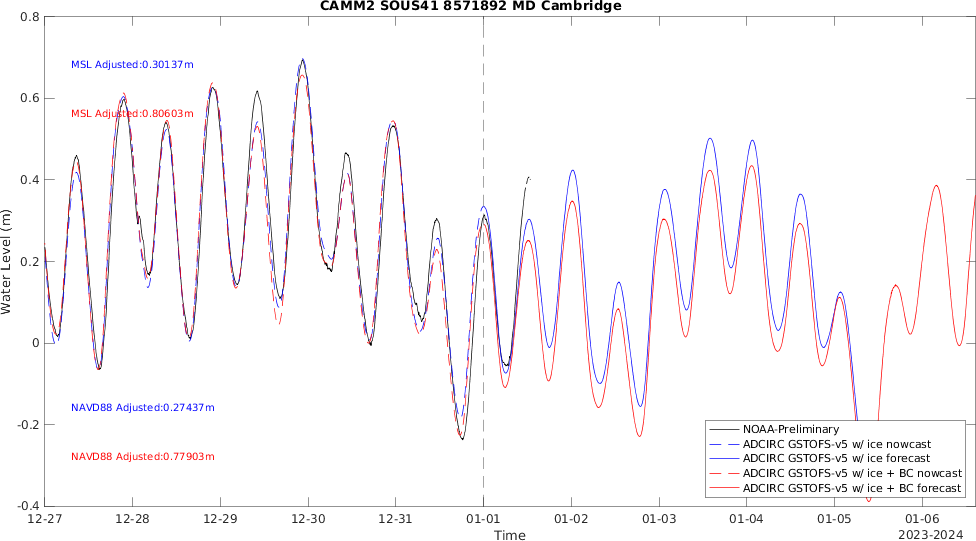 CAMM2 SOUS41 8571892 MD Cambridge
0.8
0.6
0.4
0.2
0
-0.2
-0.4
Water Level (m)
MSL Adjusted:0.30137m
MSL Adjusted:0.80603m
NAVD88 Adjusted:0.27437m
NAVD88 Adjusted:0.77903m
NOAA-Preliminary
ADCIRC GSTOFS-v5 w/ ice nowcast
ADCIRC GSTOFS-v5 w/ ice forecast
ADCIRC GSTOFS-v5 w/ ice + BC nowcast
ADCIRC GSTOFS-v5 w/ ice + BC forecast
12-27 12-28 12-29 12-30 12-31 01-01 01-02 01-03 01-04 01-05 01-06
Time
2023-2024